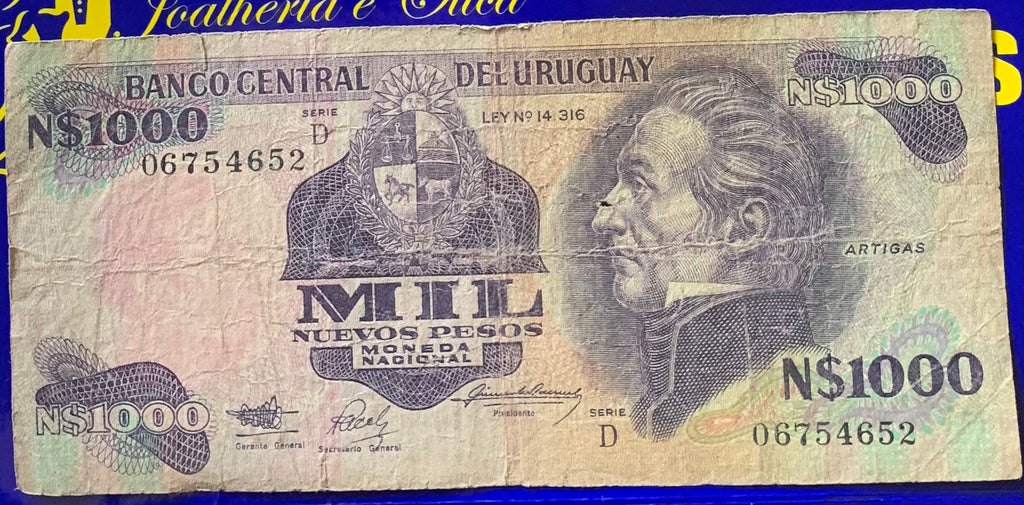 Joalheria e Ótica
BANCO CENTRAL DEL URUGUAY
N$1000
N$1000
SERIE
D
LEY Nº 14 316
06754652
ARTIGAS
MIL
NUEVOS PESOS
MONEDA
NACIONAL
N$1000
N$1000
Gerente General
Secretario General
Presidente
SERIE
D
06754652